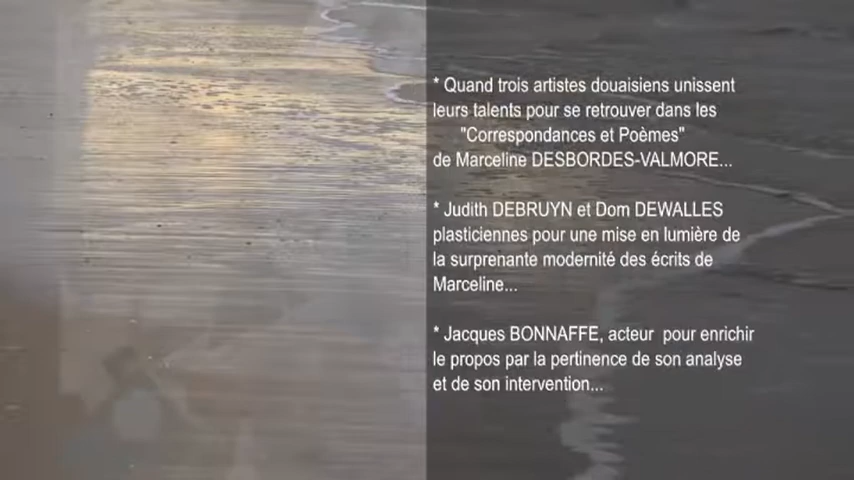 * Quand trois artistes douaisiens unissent
leurs talents pour se retrouver dans les
"Correspondances et Poèmes"
de Marceline DESBORDES-VALMORE...
* Judith DEBRUYN et Dom DEWALLES
plasticiennes pour une mise en lumière de
la surprenante modernité des écrits de
Marceline...
* Jacques BONNAFFE, acteur pour enrichir
le propos par la pertinence de son analyse
et de son intervention...